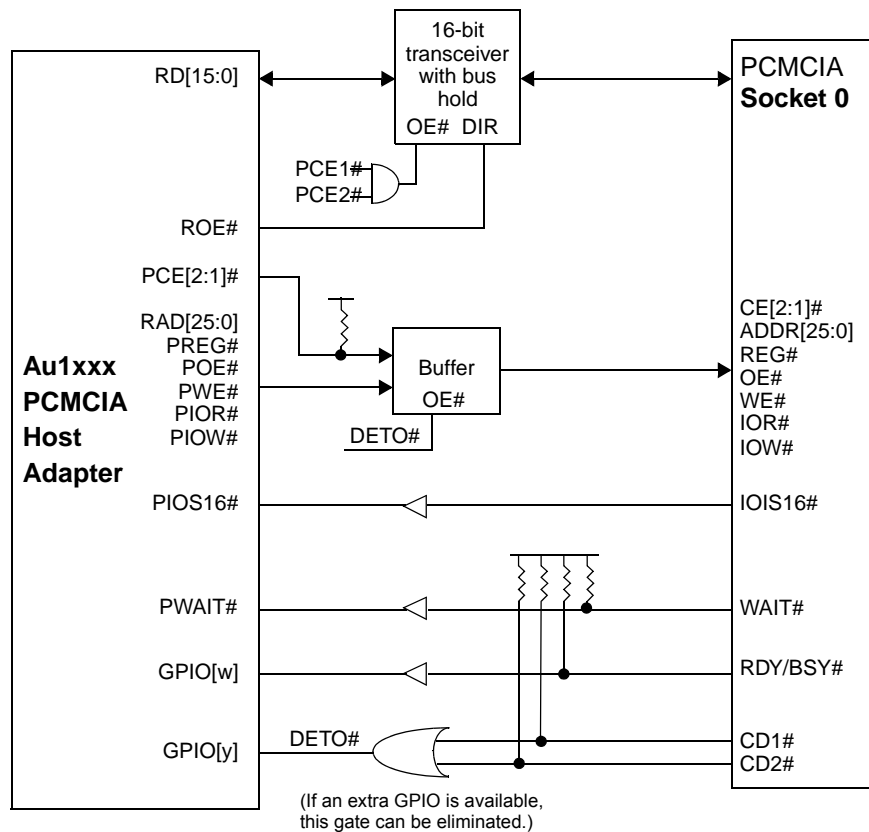 16-bit
transceiver
with bus
hold
OE# DIR
RD[15:0]
PCMCIA
Socket 0
PCE1#
PCE2#
ROE#
PCE[2:1]#
RAD[25:0]
PREG#
POE#
PWE#
PIOR#
PIOW#
Au1xxx
PCMCIA
Host
Adapter
Buffer
OE#
DETO#
CE[2:1]#
ADDR[25:0]
REG#
OE#
WE#
IOR#
IOW#
PIOS16#
IOIS16#
PWAIT#
WAIT#
GPIO[w]
RDY/BSY#
GPIO[y]
DETO#
CD1#
CD2#
(If an extra GPIO is available,
this gate can be eliminated.)